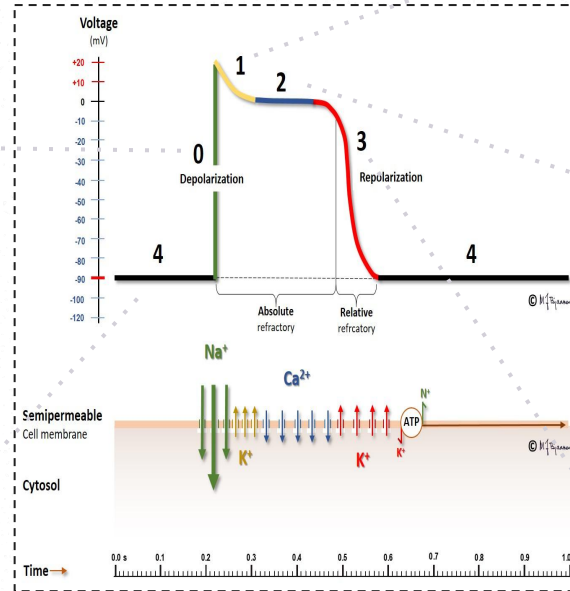 Voltage
(mV)
+20
+10
0
-10
-20
-30
-40
-50
-60
-70
-80
-90
-100
-120
1
2
0
3
Depolarization
Repolarization
4
4
Absolute
refractory
Relative
refrcatory
©
Na⁺
Ca²⁺
N⁺
Semipermeable
Cell membrane
ATP
K⁺
K⁺
K⁺
©
Cytosol
Time
0.0 s
0.1
0.2
0.3
0.4
0.5
0.6
0.7
0.8
0.9
1.0